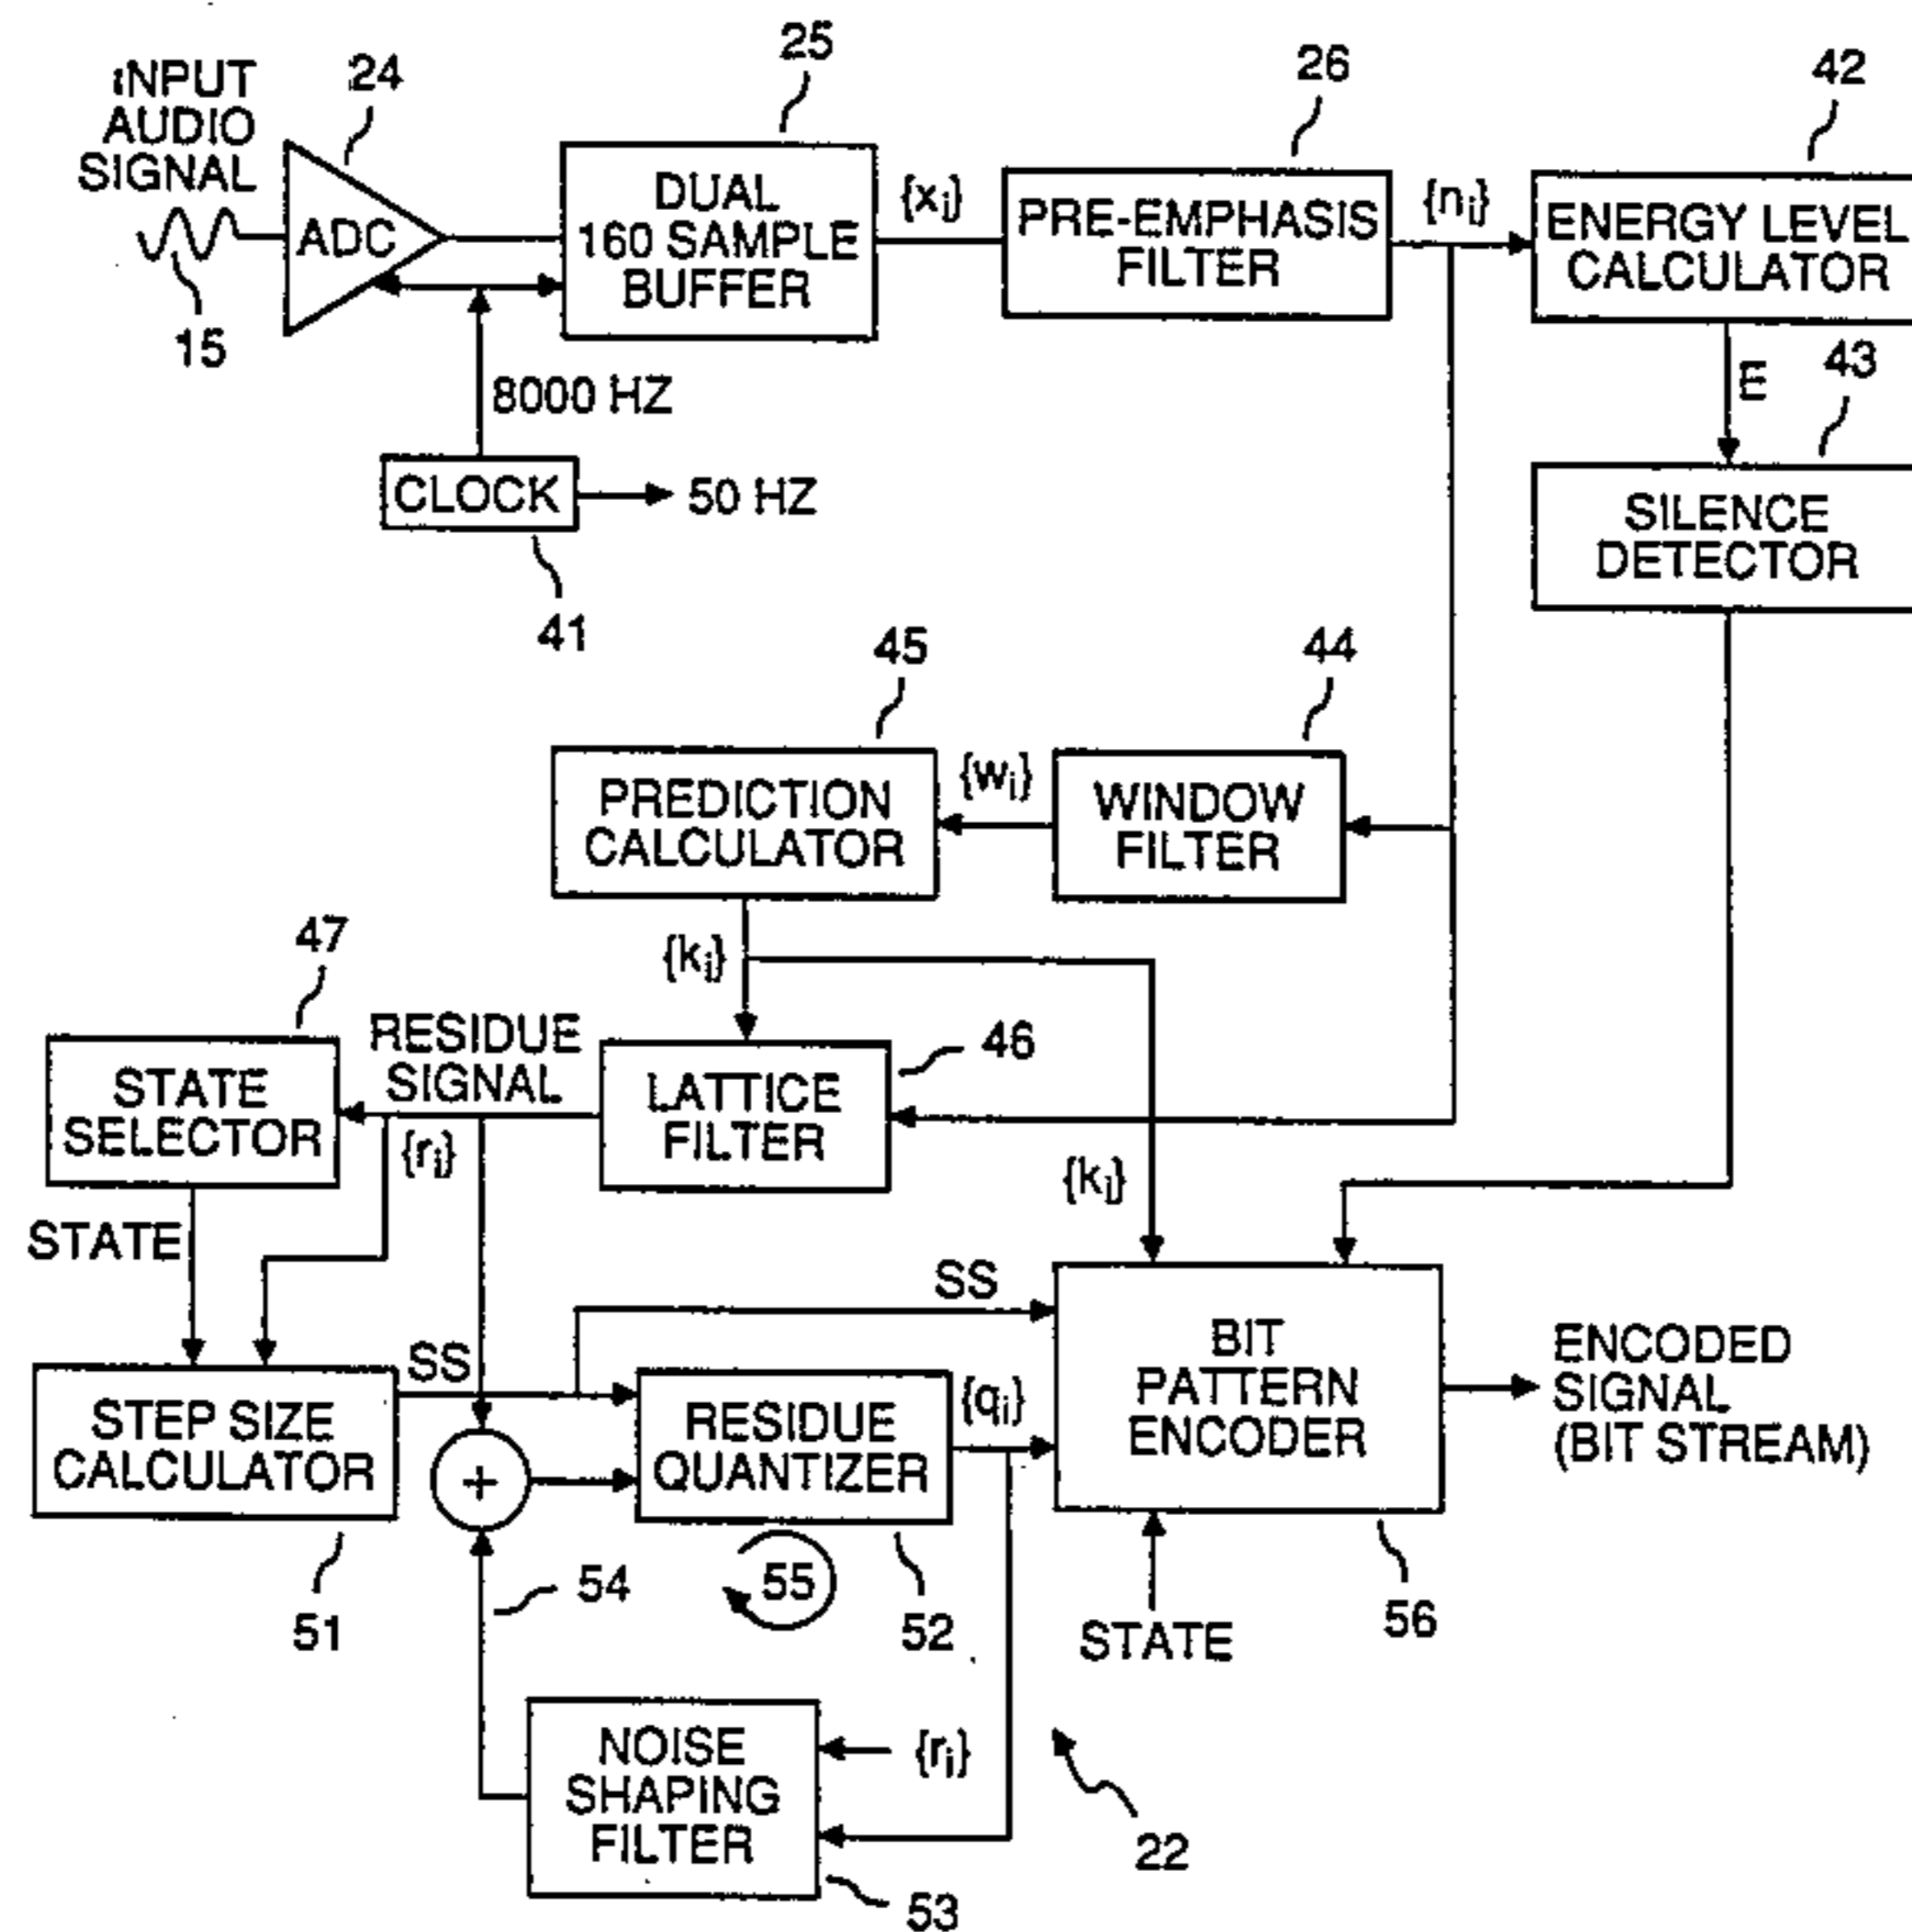 INPUT
AUDIO
SIGNAL
15
24
ADC
25
DUAL
160 SAMPLE
BUFFER
{xi}
26
PRE-EMPHASIS
FILTER
{ni}
42
ENERGY LEVEL
CALCULATOR
8000 HZ
CLOCK
50 HZ
41
E
43
SILENCE
DETECTOR
45
PREDICTION
CALCULATOR
{wi}
44
WINDOW
FILTER
{ki}
47
STATE
SELECTOR
RESIDUE
SIGNAL
{ri}
46
LATTICE
FILTER
{ki}
STATE
SS
SS
STEP SIZE
CALCULATOR
51
+
RESIDUE
QUANTIZER
{qi}
BIT
PATTERN
ENCODER
ENCODED
SIGNAL
(BIT STREAM)
54
55
52
STATE
56
NOISE
SHAPING
FILTER
{ri}
53
22